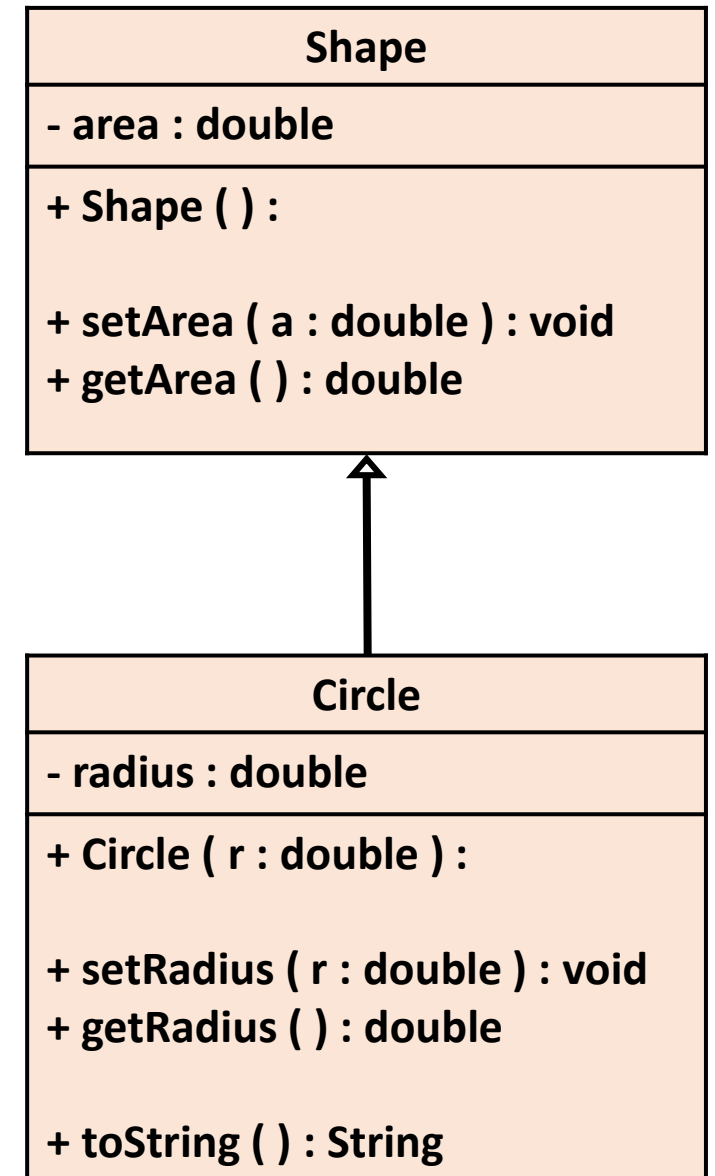 Shape
- area : double
+ Shape ( ) :
+ setArea ( a : double ) : void
+ getArea ( ) : double
Circle
- radius : double
+ Circle ( r : double ) :
+ setRadius ( r : double ) : void
+ getRadius ( ) : double
+ toString ( ) : String